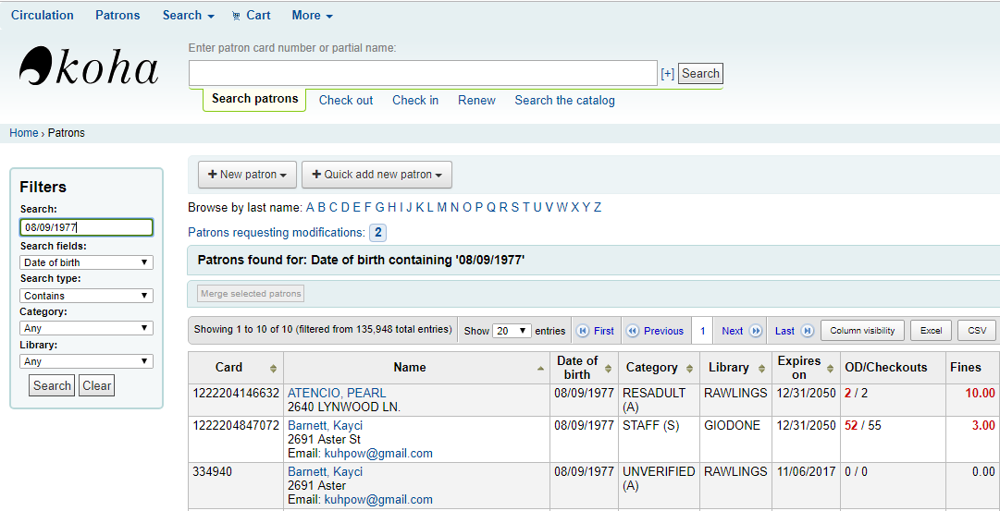 Circulation Patrons Search Cart More
koha
Enter patron card number or partial name:
[+] Search
Search patrons Check out Check in Renew Search the catalog
Home › Patrons
Filters
Search:
08/09/1977
Search fields:
Date of birth
Search type:
Contains
Category:
Any
Library:
Any
Search Clear
+ New patron + Quick add new patron
Browse by last name: A B C D E F G H I J K L M N O P Q R S T U V W X Y Z
Patrons requesting modifications: 2
Patrons found for: Date of birth containing '08/09/1977'
Merge selected patrons
Showing 1 to 10 of 10 (filtered from 135,948 total entries) Show 20 entries First Previous 1 Next Last Column visibility Excel CSV
Card Name Date of birth Category Library Expires on OD/Checkouts Fines
1222204146632 ATENCIO, PEARL 08/09/1977 RESADULT RAWLINGS 12/31/2050 2 / 2 10.00
2640 LYNWOOD LN. (A)
1222204847072 Barnett, Kayci 08/09/1977 STAFF (S) GIODONE 12/31/2050 52 / 55 3.00
2691 Aster St
Email: kuhpow@gmail.com
334940 Barnett, Kayci 08/09/1977 UNVERIFIED RAWLINGS 11/06/2017 0 / 0 0.00
2691 Aster (A)
Email: kuhpow@gmail.com